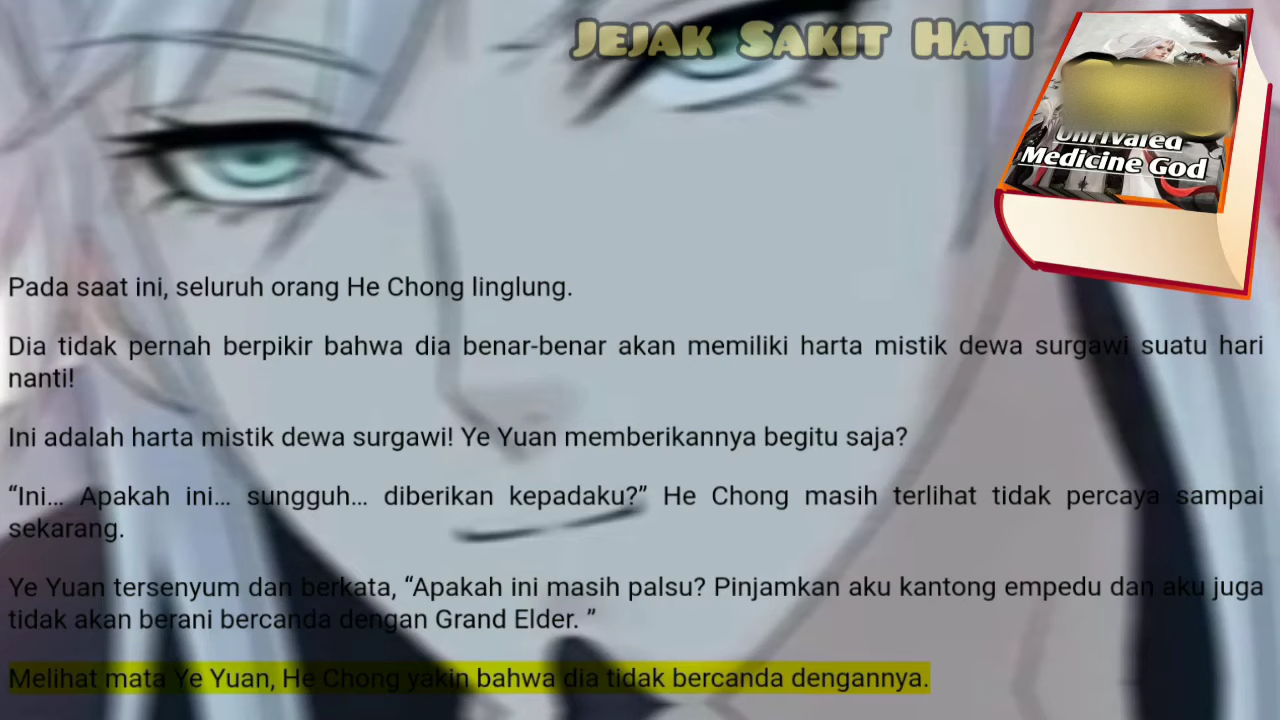 Jejak Sakit Hati
Unrivaled
Medicine God
Pada saat ini, seluruh orang He Chong linglung.
Dia tidak pernah berpikir bahwa dia benar-benar akan memiliki harta mistik dewa surgawi suatu hari
nanti!
Ini adalah harta mistik dewa surgawi! Ye Yuan memberikannya begitu saja?
“Ini… Apakah ini… sungguh… diberikan kepadaku?” He Chong masih terlihat tidak percaya sampai
sekarang.
Ye Yuan tersenyum dan berkata, “Apakah ini masih palsu? Pinjamkan aku kantong empedu dan aku juga
tidak akan berani bercanda dengan Grand Elder. ”
Melihat mata Ye Yuan, He Chong yakin bahwa dia tidak bercanda dengannya.